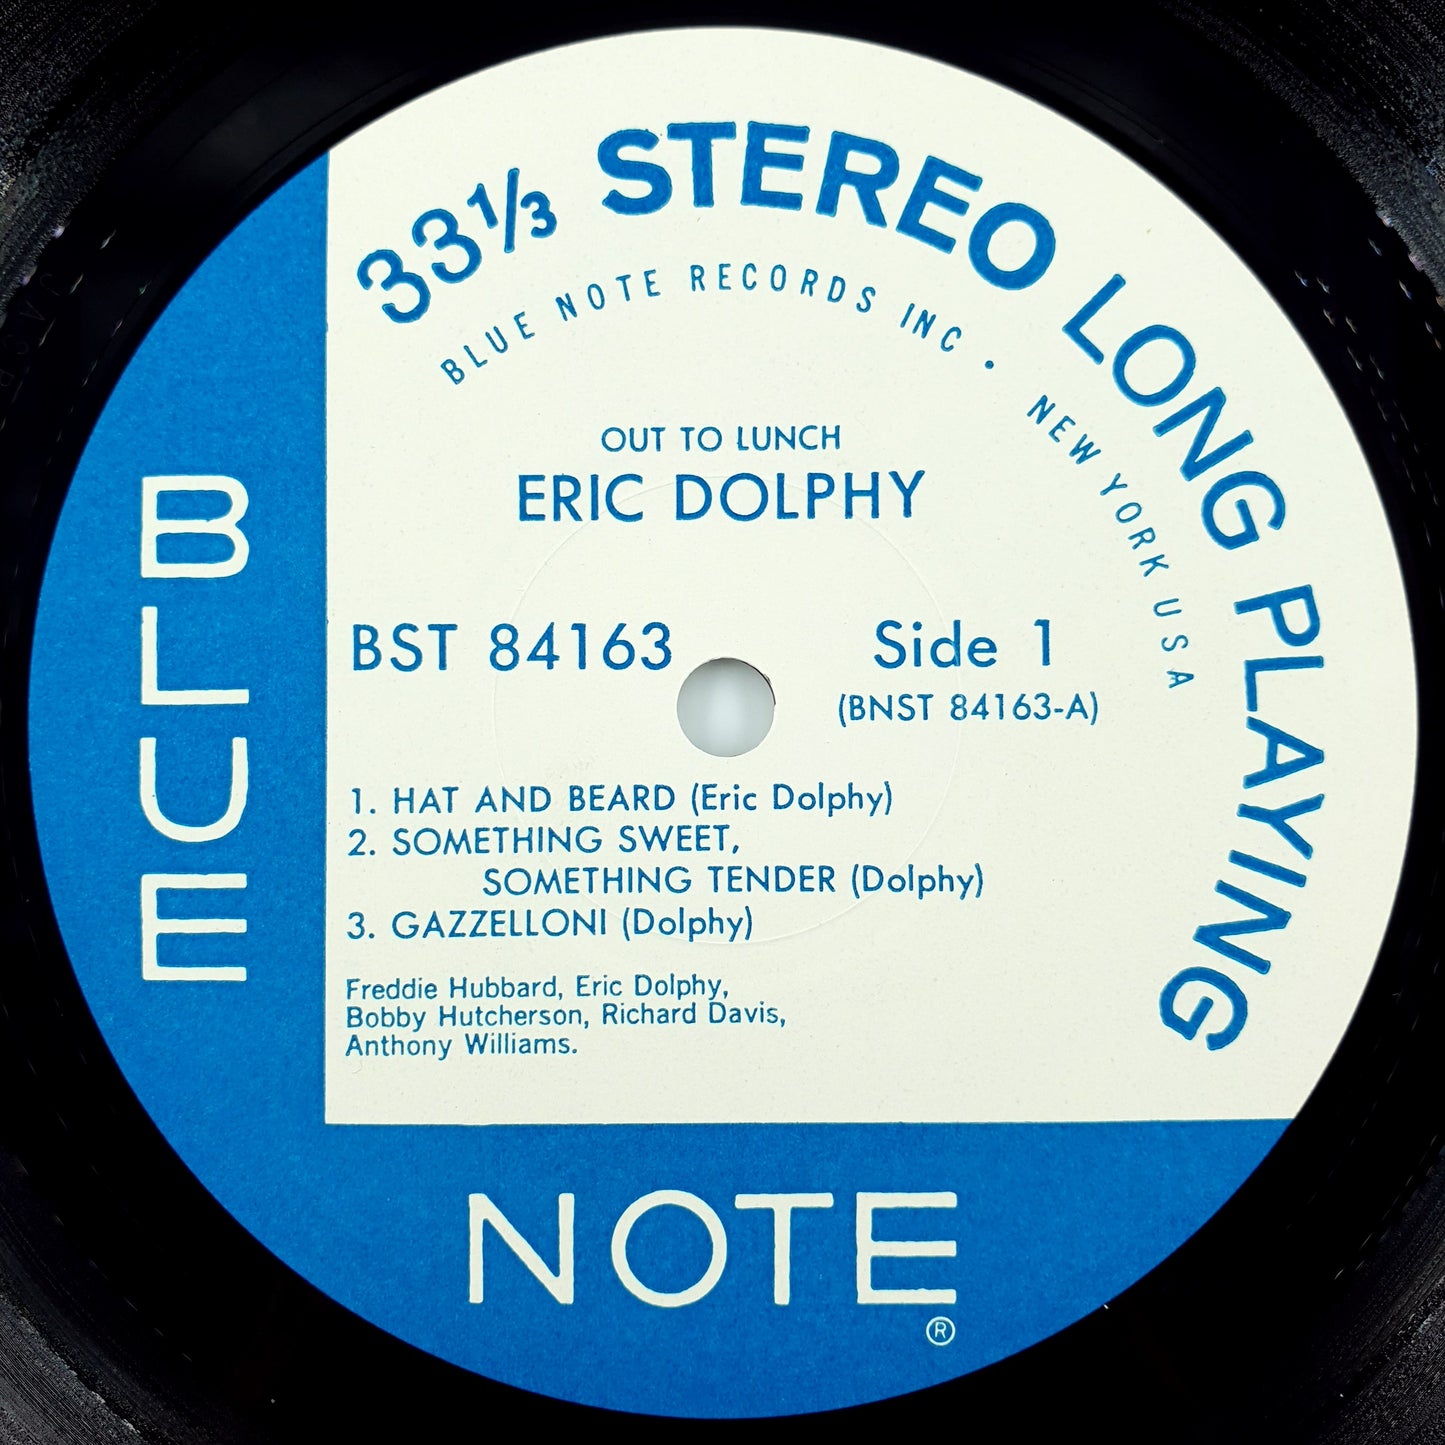 33⅓ STEREO LONG PLAYING
BLUE NOTE RECORDS INC • NEW YORK USA
OUT TO LUNCH
ERIC DOLPHY
BST 84163
Side 1
(BNST 84163-A)
1. HAT AND BEARD (Eric Dolphy)
2. SOMETHING SWEET,
SOMETHING TENDER (Dolphy)
3. GAZZELLONI (Dolphy)
Freddie Hubbard, Eric Dolphy,
Bobby Hutcherson, Richard Davis,
Anthony Williams.
BLUE
NOTE
®